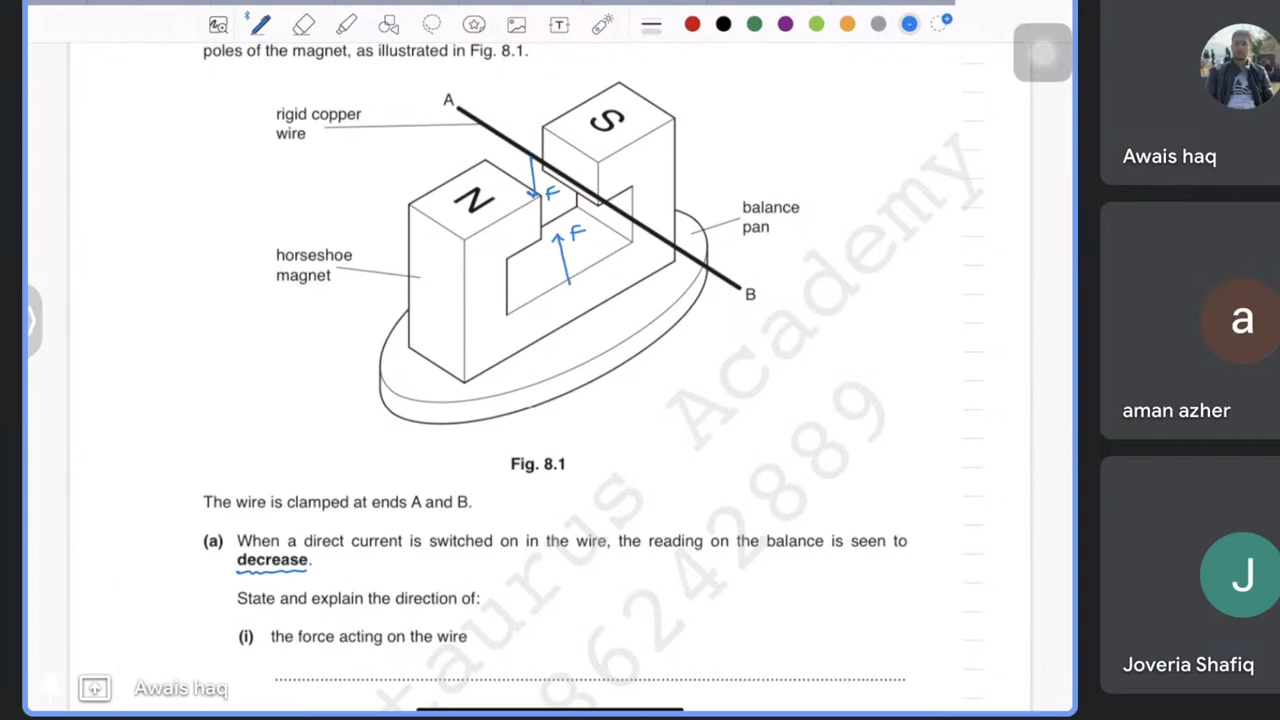 poles of the magnet, as illustrated in Fig. 8.1.
A
rigid copper
wire
S
N
F
F
balance
pan
horseshoe
magnet
B
Fig. 8.1
The wire is clamped at ends A and B.
(a) When a direct current is switched on in the wire, the reading on the balance is seen to
decrease.
State and explain the direction of:
(i) the force acting on the wire
Awais haq
taurus Academy
86242889
Awais haq
a
aman azher
J
Joveria Shafiq
T